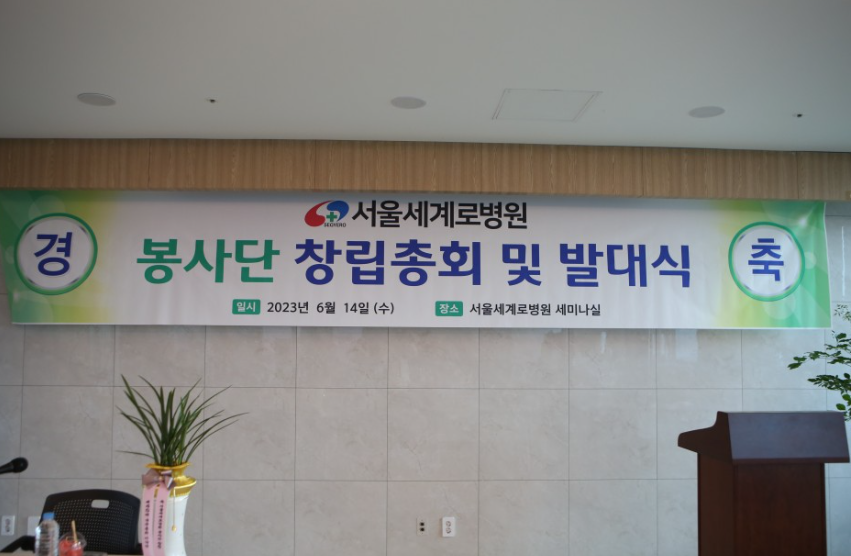 서울세계로병원
경 봉사단 창립총회 및 발대식 축
일시 2023년 6월 14일 (수) 장소 서울세계로병원 세미나실